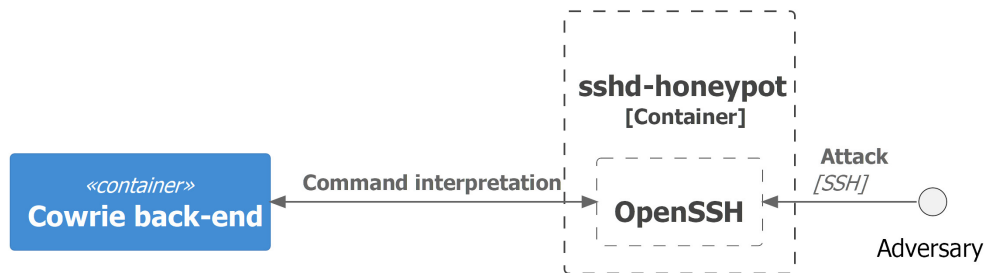 sshd-honeypot
[Container]
«container»
Cowrie back-end
Command interpretation
OpenSSH
Attack
[SSH]
Adversary